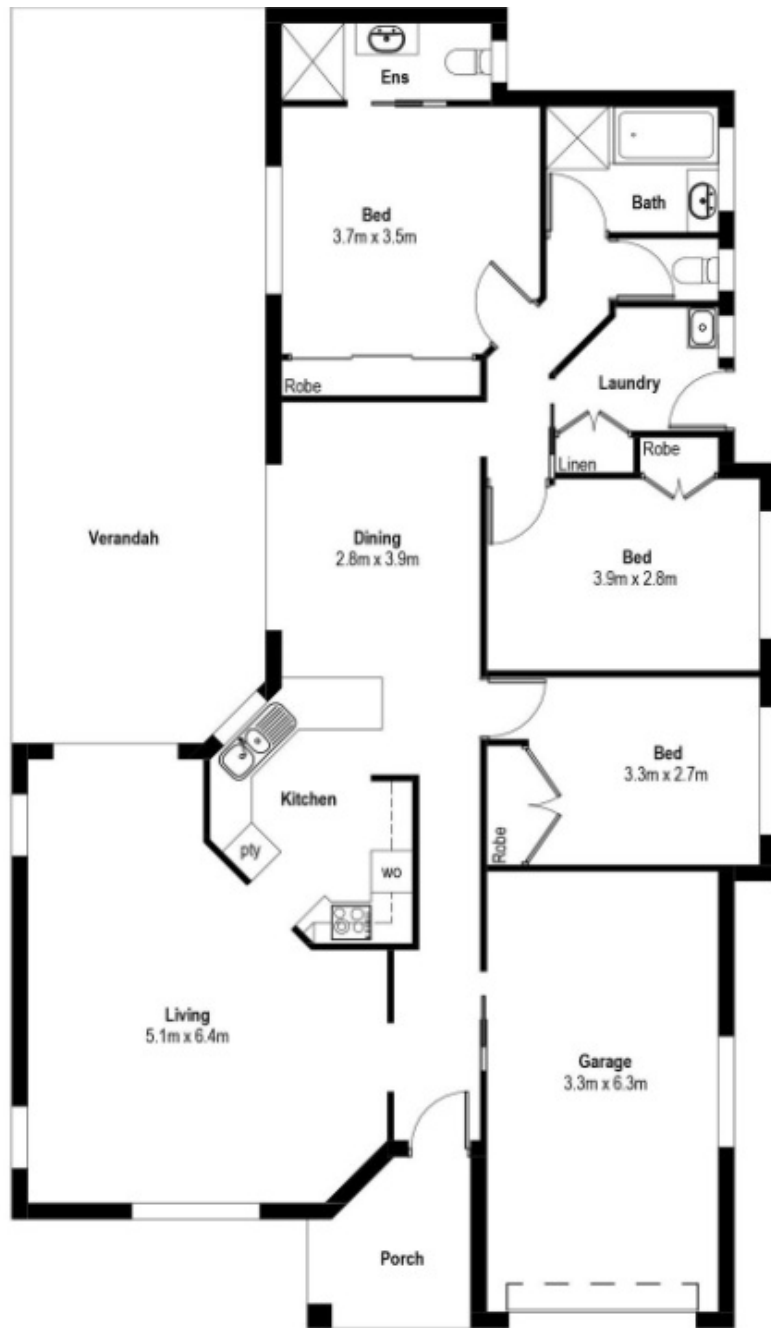 Ens
Bed
3.7m x 3.5m
Bath
Robe
Laundry
Linen
Robe
Verandah
Dining
2.8m x 3.9m
Bed
3.9m x 2.8m
Bed
3.3m x 2.7m
Kitchen
pty
wo
Robe
Living
5.1m x 6.4m
Garage
3.3m x 6.3m
Porch